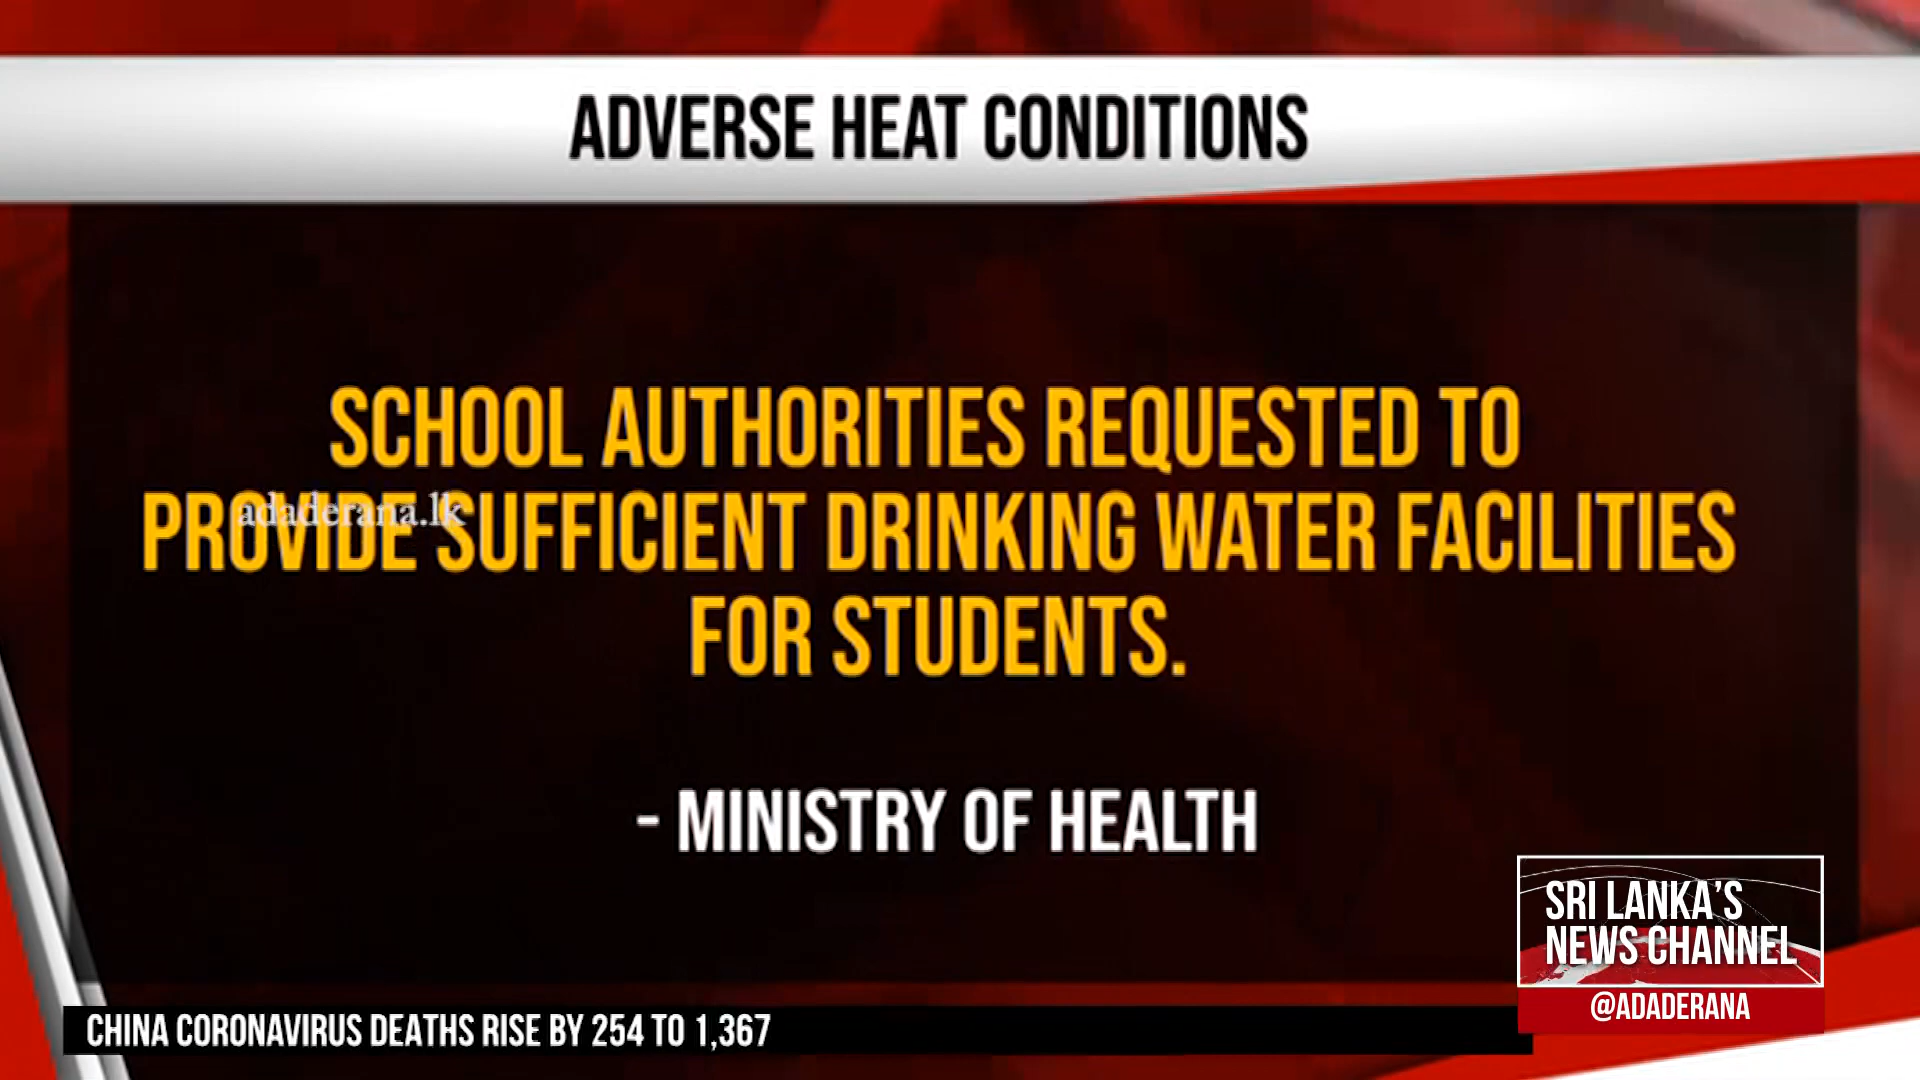 ADVERSE HEAT CONDITIONS
SCHOOL AUTHORITIES REQUESTED TO
PROVIDE SUFFICIENT DRINKING WATER FACILITIES
FOR STUDENTS.
adaderana.lk
- MINISTRY OF HEALTH
SRI LANKA'S
NEWS CHANNEL
@ADADERANA
CHINA CORONAVIRUS DEATHS RISE BY 254 TO 1,367